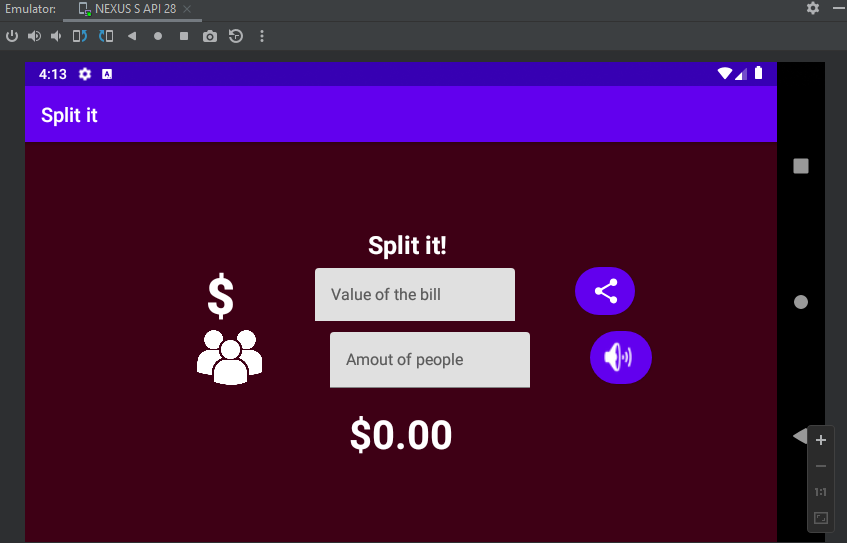 Emulator: NEXUS S API 28
4:13 A
Split it
Split it!
$
Value of the bill
Amout of people
$0.00
1:1